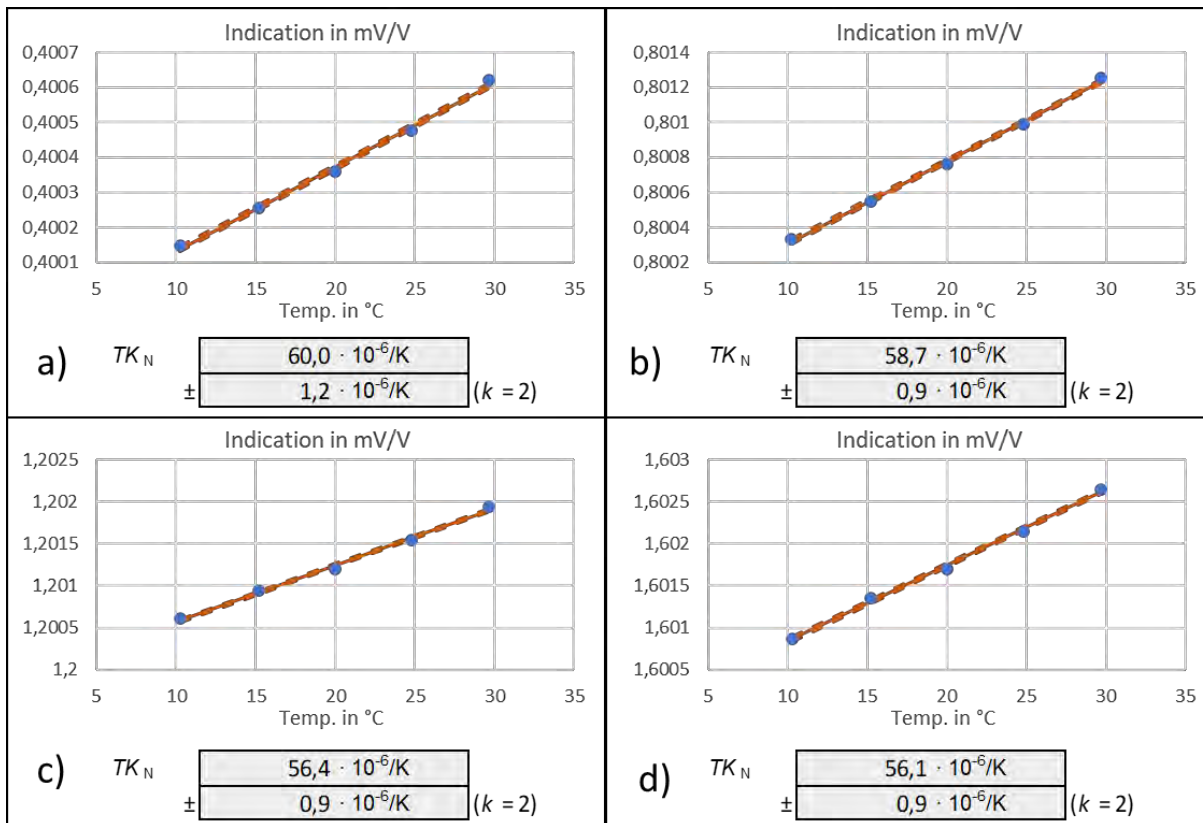 Indication in mV/V
0,4007
0,4006
0,4005
0,4004
0,4003
0,4002
0,4001
5 10 15 20 25 30 35
Temp. in °C
a) TK N 60,0 · 10-6/K
± 1,2 · 10-6/K (k = 2)
Indication in mV/V
0,8014
0,8012
0,801
0,8008
0,8006
0,8004
0,8002
5 10 15 20 25 30 35
Temp. in °C
b) TK N 58,7 · 10-6/K
± 0,9 · 10-6/K (k = 2)
Indication in mV/V
1,2025
1,202
1,2015
1,201
1,2005
1,2
5 10 15 20 25 30 35
Temp. in °C
c) TK N 56,4 · 10-6/K
± 0,9 · 10-6/K (k = 2)
Indication in mV/V
1,603
1,6025
1,602
1,6015
1,601
1,6005
5 10 15 20 25 30 35
Temp. in °C
d) TK N 56,1 · 10-6/K
± 0,9 · 10-6/K (k = 2)